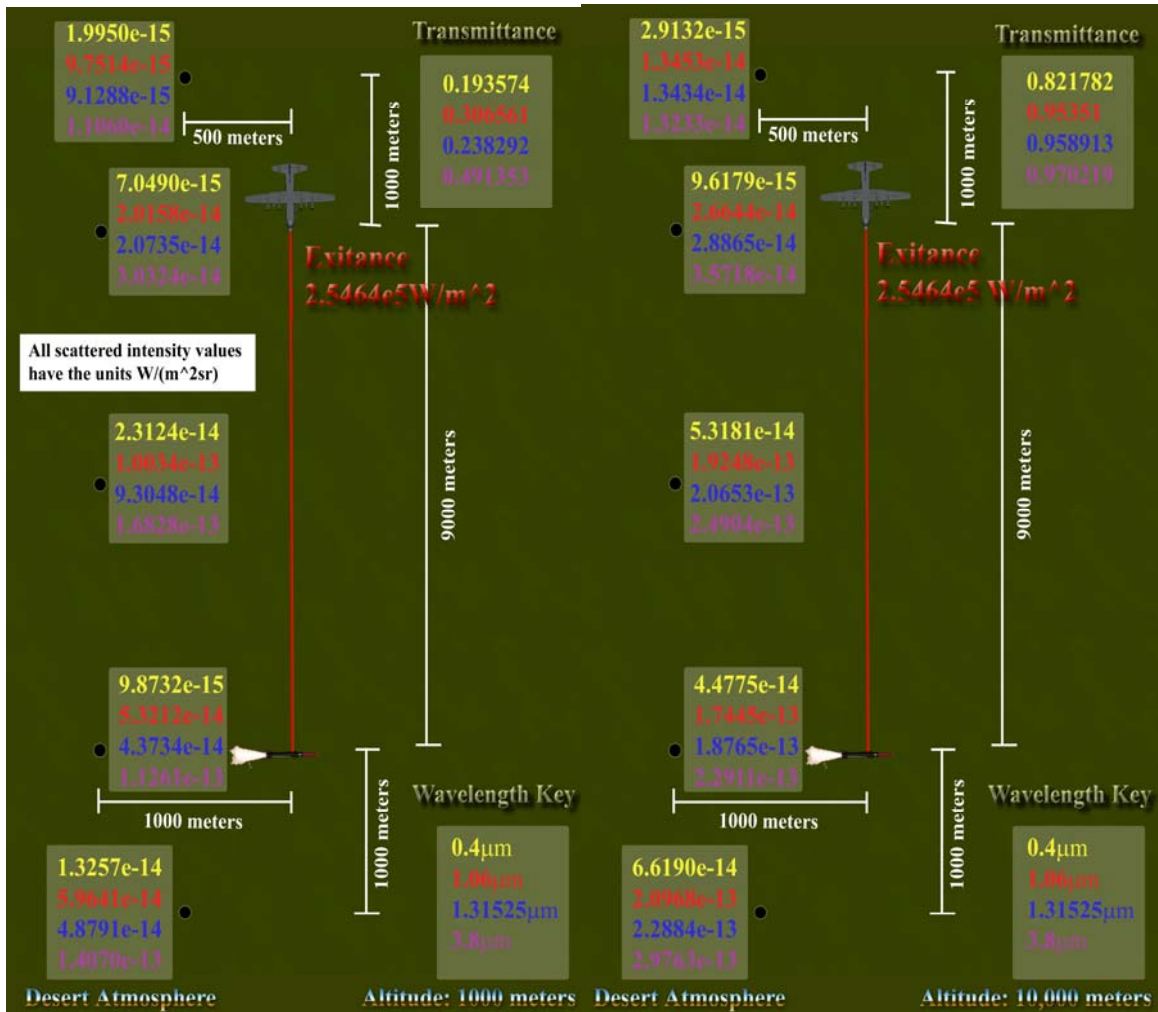 1.9950e-15
9.7514e-15
9.1288e-15
1.1060e-14
Transmittance
0.193574
0.306561
0.238292
0.491353
500 meters
1000 meters
7.0490e-15
2.0158e-14
2.0735e-14
3.0324e-14
Exitance
2.5464e5W/m^2
All scattered intensity values
have the units W/(m^2sr)
2.3124e-14
1.0034e-13
9.3048e-14
1.6828e-13
9000 meters
9.8732e-15
5.3212e-14
4.3734e-14
1.1261e-13
1000 meters
1000 meters
Wavelength Key
0.4μm
1.06μm
1.31525μm
3.8μm
1.3257e-14
5.9641e-14
4.8791e-14
1.4070e-13
Desert Atmosphere
Altitude: 1000 meters
2.9132e-15
1.3453e-14
1.3434e-14
1.3233e-14
Transmittance
0.821782
0.95351
0.958913
0.970219
500 meters
1000 meters
9.6179e-15
2.6644e-14
2.8865e-14
3.5718e-14
Exitance
2.5464e5 W/m^2
5.3181e-14
1.9248e-13
2.0653e-13
2.4904e-13
9000 meters
4.4775e-14
1.7445e-13
1.8765e-13
2.2911e-13
1000 meters
1000 meters
Wavelength Key
0.4μm
1.06μm
1.31525μm
3.8μm
6.6190e-14
2.0968e-13
2.2884e-13
2.9763e-13
Desert Atmosphere
Altitude: 10,000 meters